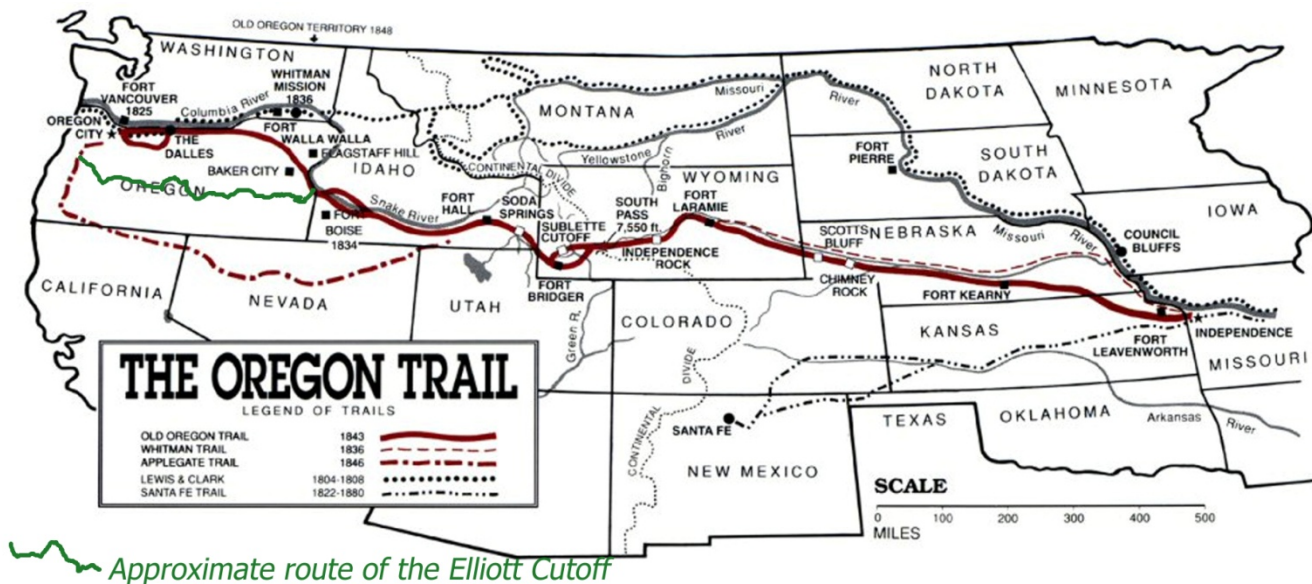 OLD OREGON TERRITORY 1848
WASHINGTON
FORT
VANCOUVER
1825
Columbia River
WHITMAN
MISSION
1836
OREGON
CITY
THE
DALLES
FORT
WALLA WALLA
FLAGSTAFF HILL
BAKER CITY
IDAHO
OREGON
FORT
BOISE
1834
Snake River
FORT
HALL
SODA
SPRINGS
SUBLETTE
CUTOFF
CONTINENTAL DIVIDE
MONTANA
Missouri
River
Yellowstone
River
Bighorn
WYOMING
SOUTH
PASS
7,550 ft.
FORT
LARAMIE
INDEPENDENCE
ROCK
FORT
BRIDGER
NORTH
DAKOTA
MINNESOTA
FORT
PIERRE
SOUTH
DAKOTA
IOWA
SCOTTS
BLUFF
NEBRASKA
Missouri
River
COUNCIL
BLUFFS
CHIMNEY
ROCK
FORT KEARNY
CALIFORNIA
NEVADA
UTAH
Green R.
COLORADO
KANSAS
FORT
LEAVENWORTH
INDEPENDENCE
MISSOURI
CONTINENTAL
DIVIDE
SANTA FE
NEW MEXICO
TEXAS
OKLAHOMA
Arkansas
River
THE OREGON TRAIL
LEGEND OF TRAILS
OLD OREGON TRAIL 1843
WHITMAN TRAIL 1836
APPLEGATE TRAIL 1846
LEWIS & CLARK 1804-1808
SANTA FE TRAIL 1822-1880
SCALE
0 100 200 300 400 500
MILES
Approximate route of the Elliott Cutoff